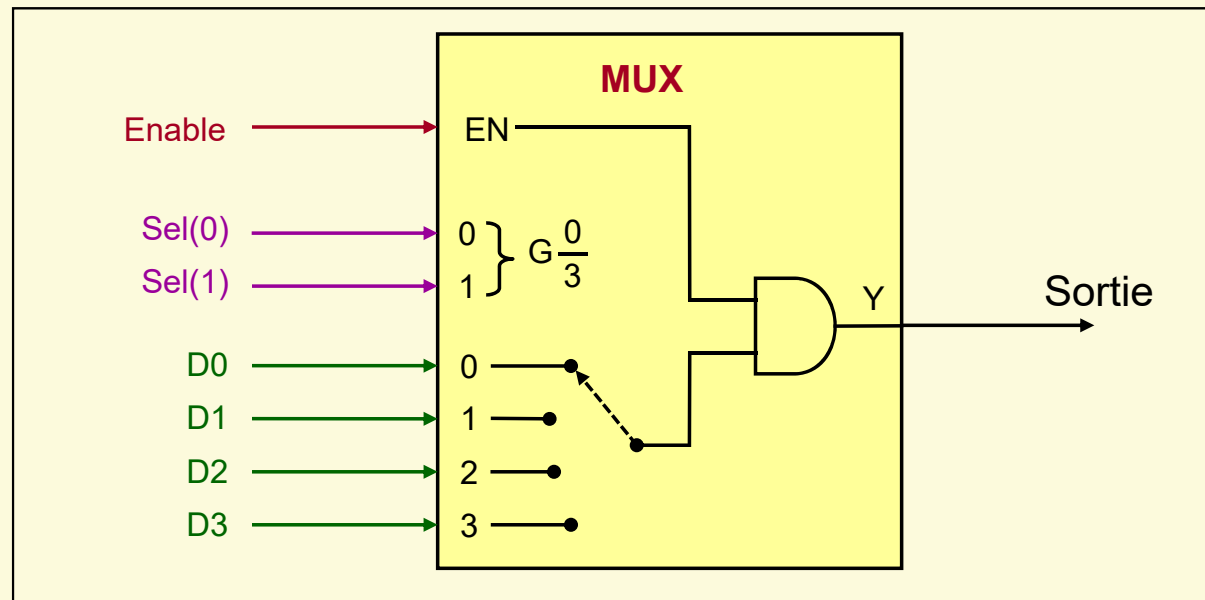 MUX
Enable EN
Sel(0) 0
Sel(1) 1
G 0/3
D0 0
D1 1
D2 2
D3 3
Y
Sortie